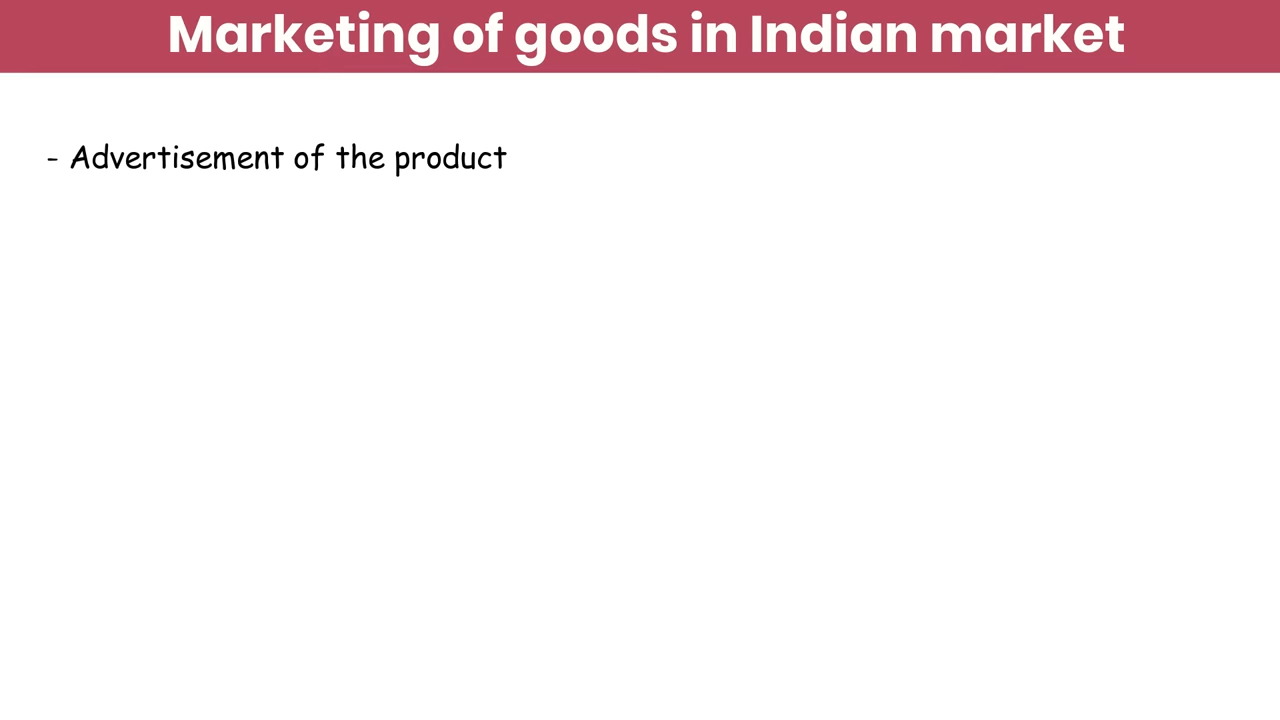 Marketing of goods in Indian market
- Advertisement of the product